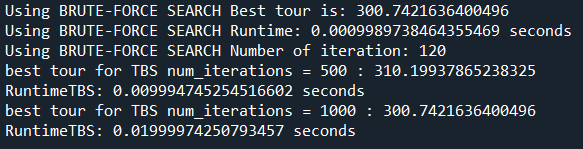 Using BRUTE-FORCE SEARCH Best tour is: 300.7421636400496
Using BRUTE-FORCE SEARCH Runtime: 0.0009989738464355469 seconds
Using BRUTE-FORCE SEARCH Number of iteration: 120
best tour for TBS num_iterations = 500 : 310.19937865238325
RuntimeTBS: 0.009994745254516602 seconds
best tour for TBS num_iterations = 1000 : 300.7421636400496
RuntimeTBS: 0.01999974250793457 seconds